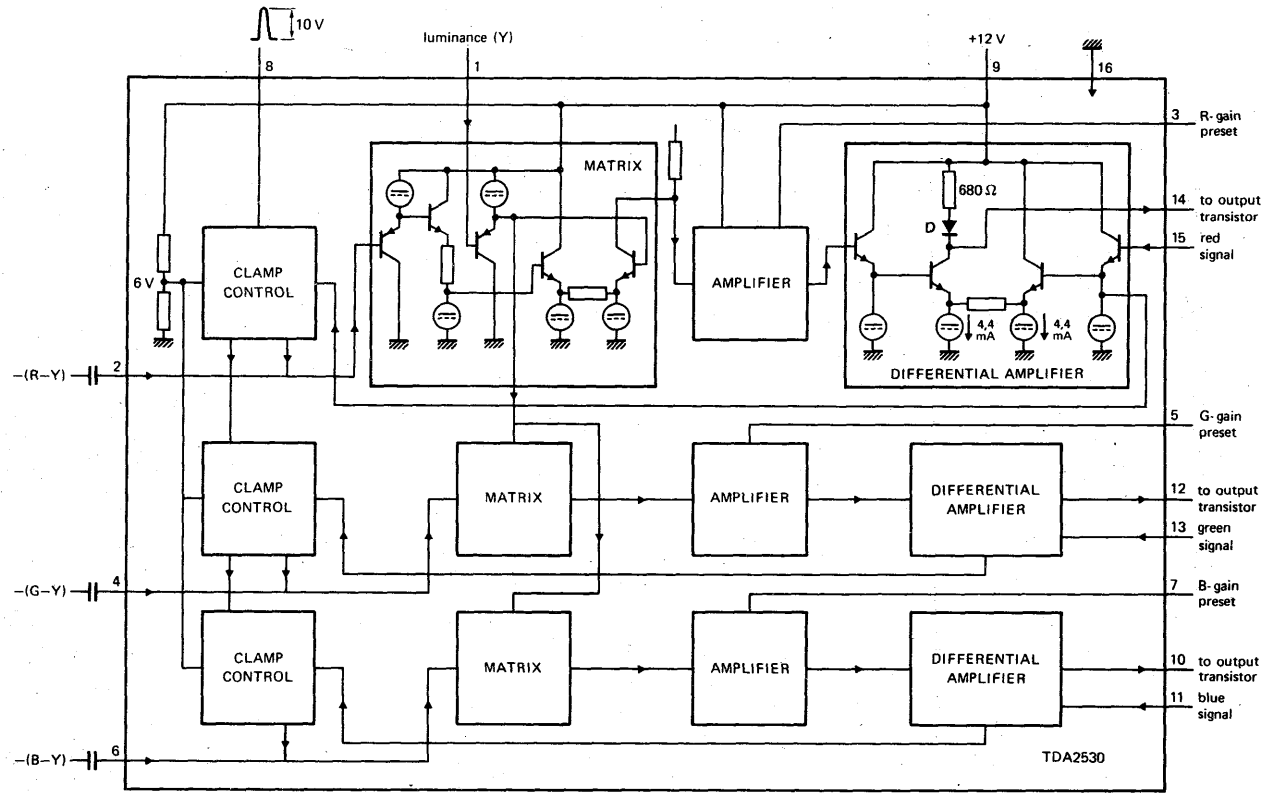 10 V
luminance (Y)
+12 V
8
1
9
16
3 R-gain
preset
MATRIX
680 Ω
D
14 to output
transistor
15 red
signal
CLAMP
CONTROL
6 V
AMPLIFIER
4,4
mA
4,4
mA
DIFFERENTIAL AMPLIFIER
–(R–Y)
2
5 G-gain
preset
CLAMP
CONTROL
MATRIX
AMPLIFIER
DIFFERENTIAL
AMPLIFIER
12 to output
transistor
13 green
signal
–(G–Y)
4
7 B-gain
preset
CLAMP
CONTROL
MATRIX
AMPLIFIER
DIFFERENTIAL
AMPLIFIER
10 to output
transistor
11 blue
signal
–(B–Y)
6
TDA2530